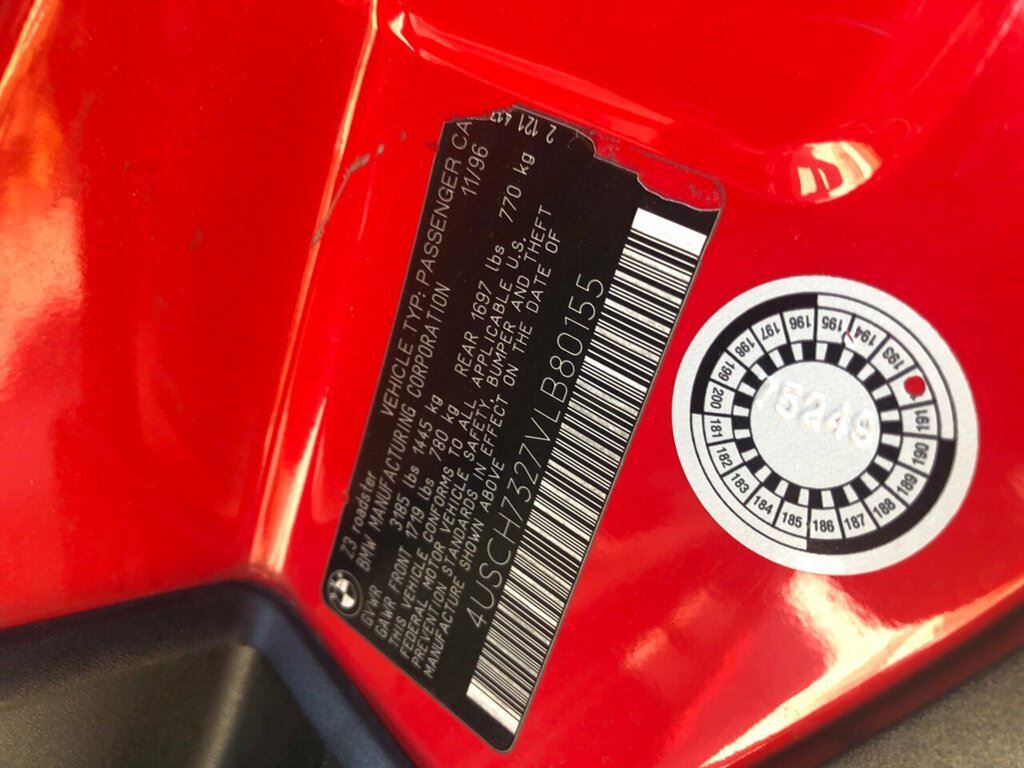 2 121 417
Z3 roadster VEHICLE TYP: PASSENGER CA
BMW MANUFACTURING CORPORATION 11/96
GVWR 3185 lbs 1445 kg
GAWR FRONT 1719 lbs 780 kg REAR 1697 lbs 770 kg
THIS VEHICLE CONFORMS TO ALL APPLICABLE U.S.
FEDERAL MOTOR VEHICLE SAFETY, BUMPER AND THEFT
PREVENTION STANDARDS IN EFFECT ON THE DATE OF
MANUFACTURE SHOWN ABOVE
4USCH7327VLB80155
181 182 183 184 185 186 187 188 189 190 191 193 194 195 196 197 198 199 200
75249